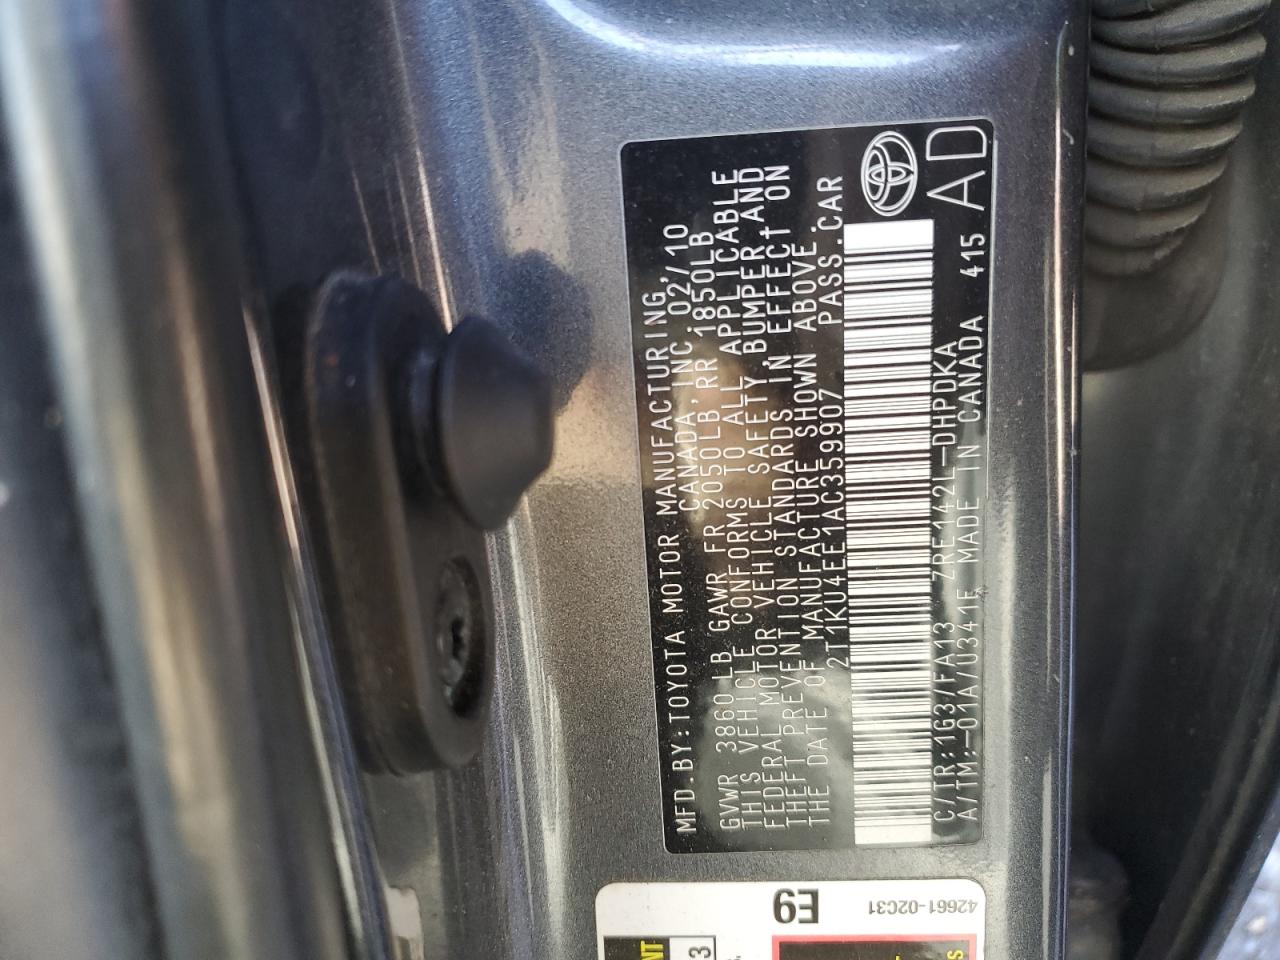 MFD.BY:TOYOTA MOTOR MANUFACTURING,
CANADA,INC. 02/10
GVWR 3860LB GAWR FR 2050LB,RR 1850LB
THIS VEHICLE CONFORMS TO ALL APPLICABLE
FEDERAL MOTOR VEHICLE SAFETY,BUMPER,AND
THEFT PREVENTION STANDARDS IN EFFECT ON
THE DATE OF MANUFACTURE SHOWN ABOVE.
2T1KU4EE1AC359907 PASS.CAR
C/TR:1G3/FA13 ZRE142L-DHPDKA
A/TM:-01A/U341E MADE IN CANADA 415
AD
E9
42661-02C31